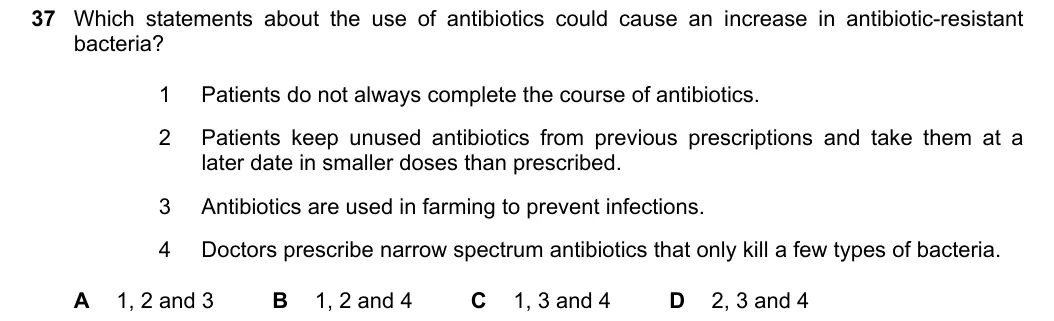 37 Which statements about the use of antibiotics could cause an increase in antibiotic-resistant
bacteria?
1 Patients do not always complete the course of antibiotics.
2 Patients keep unused antibiotics from previous prescriptions and take them at a
later date in smaller doses than prescribed.
3 Antibiotics are used in farming to prevent infections.
4 Doctors prescribe narrow spectrum antibiotics that only kill a few types of bacteria.
A 1, 2 and 3 B 1, 2 and 4 C 1, 3 and 4 D 2, 3 and 4